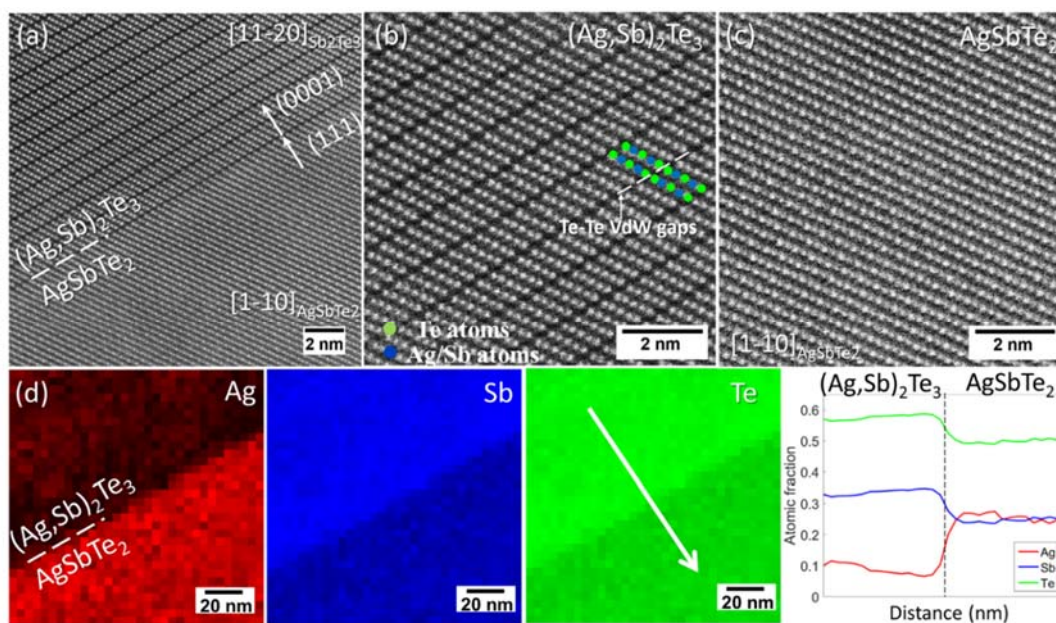 (a)
[11-20]Sb2Te3
(0001)
(111)
(Ag,Sb)2Te3
AgSbTe2
[1-10]AgSbTe2
2 nm
(b)
(Ag,Sb)2Te3
Te-Te VdW gaps
Te atoms
Ag/Sb atoms
2 nm
(c)
AgSbTe2
[1-10]AgSbTe2
2 nm
(d)
Ag
(Ag,Sb)2Te3
AgSbTe2
20 nm
Sb
20 nm
Te
20 nm
(Ag,Sb)2Te3 AgSbTe2
Atomic fraction
0.6
0.5
0.4
0.3
0.2
0.1
0
Ag
Sb
Te
Distance (nm)